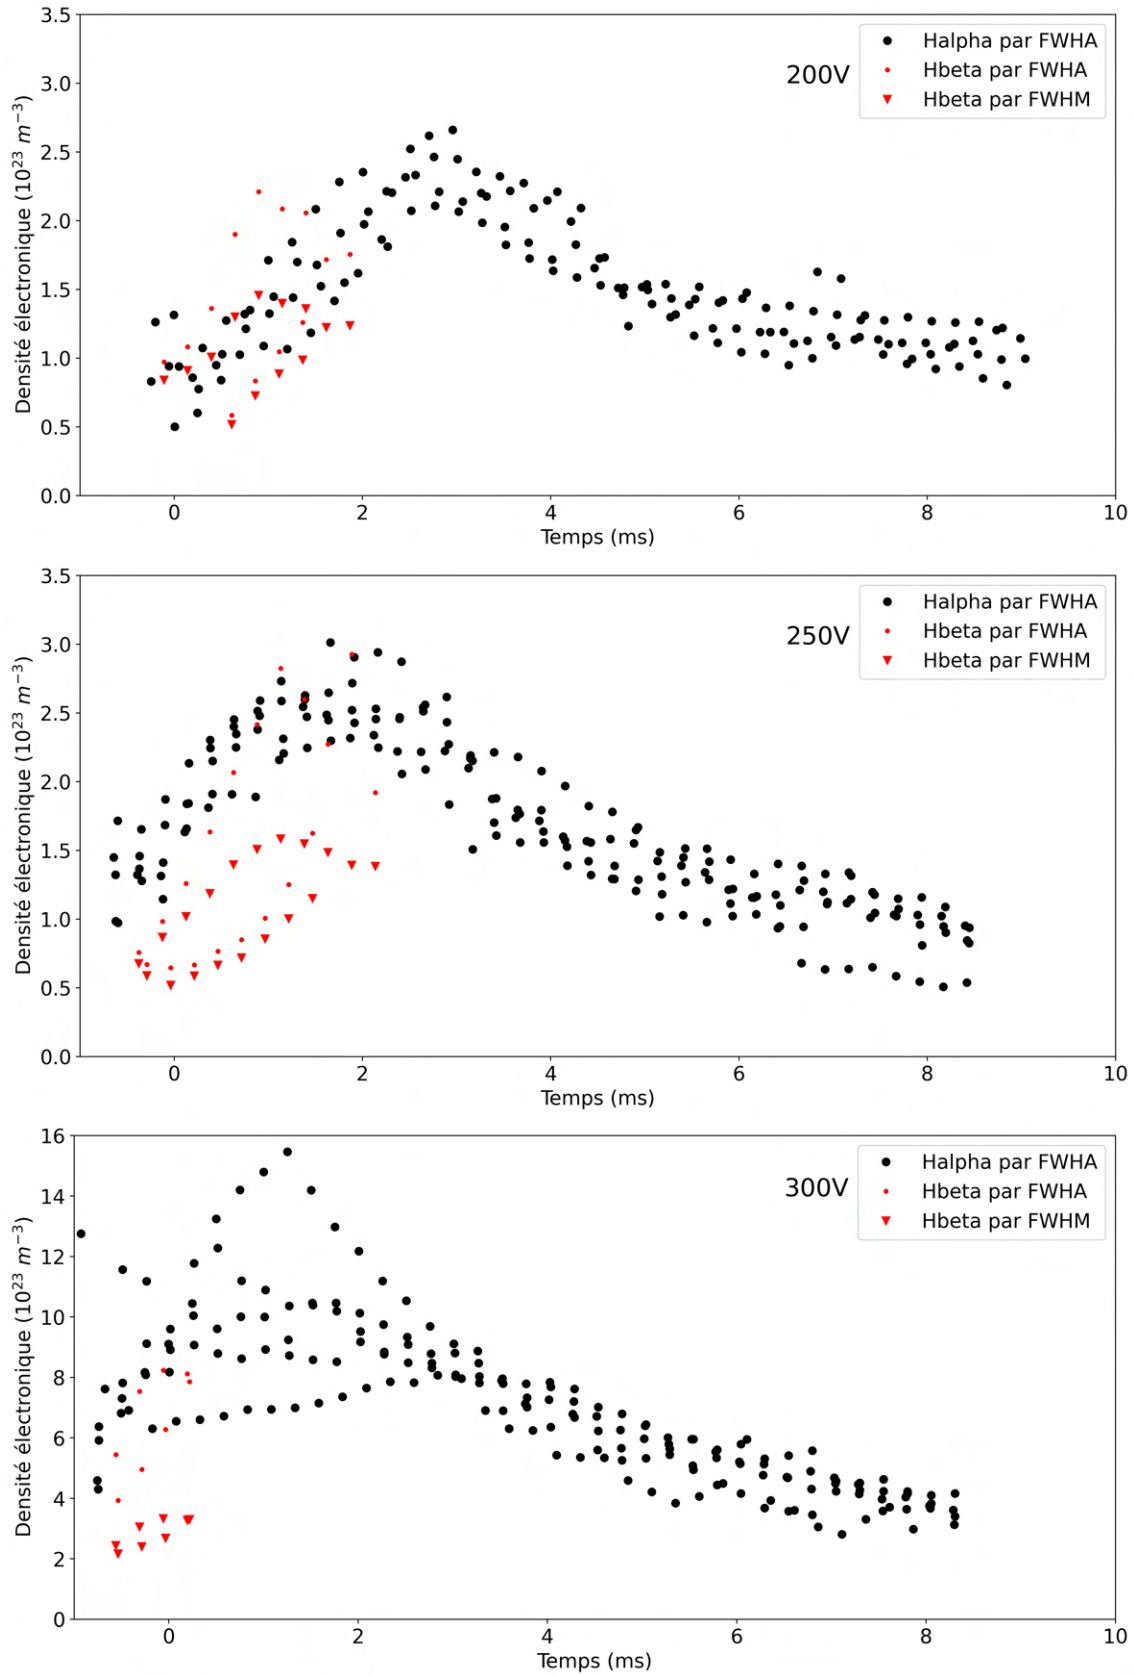 3.5
3.0
2.5
2.0
1.5
1.0
0.5
0.0
Densité électronique (10²³ m⁻³)
200V
Halpha par FWHA
Hbeta par FWHA
Hbeta par FWHM
0 2 4 6 8 10
Temps (ms)
3.5
3.0
2.5
2.0
1.5
1.0
0.5
0.0
Densité électronique (10²³ m⁻³)
250V
Halpha par FWHA
Hbeta par FWHA
Hbeta par FWHM
0 2 4 6 8 10
Temps (ms)
16
14
12
10
8
6
4
2
0
Densité électronique (10²³ m⁻³)
300V
Halpha par FWHA
Hbeta par FWHA
Hbeta par FWHM
0 2 4 6 8 10
Temps (ms)